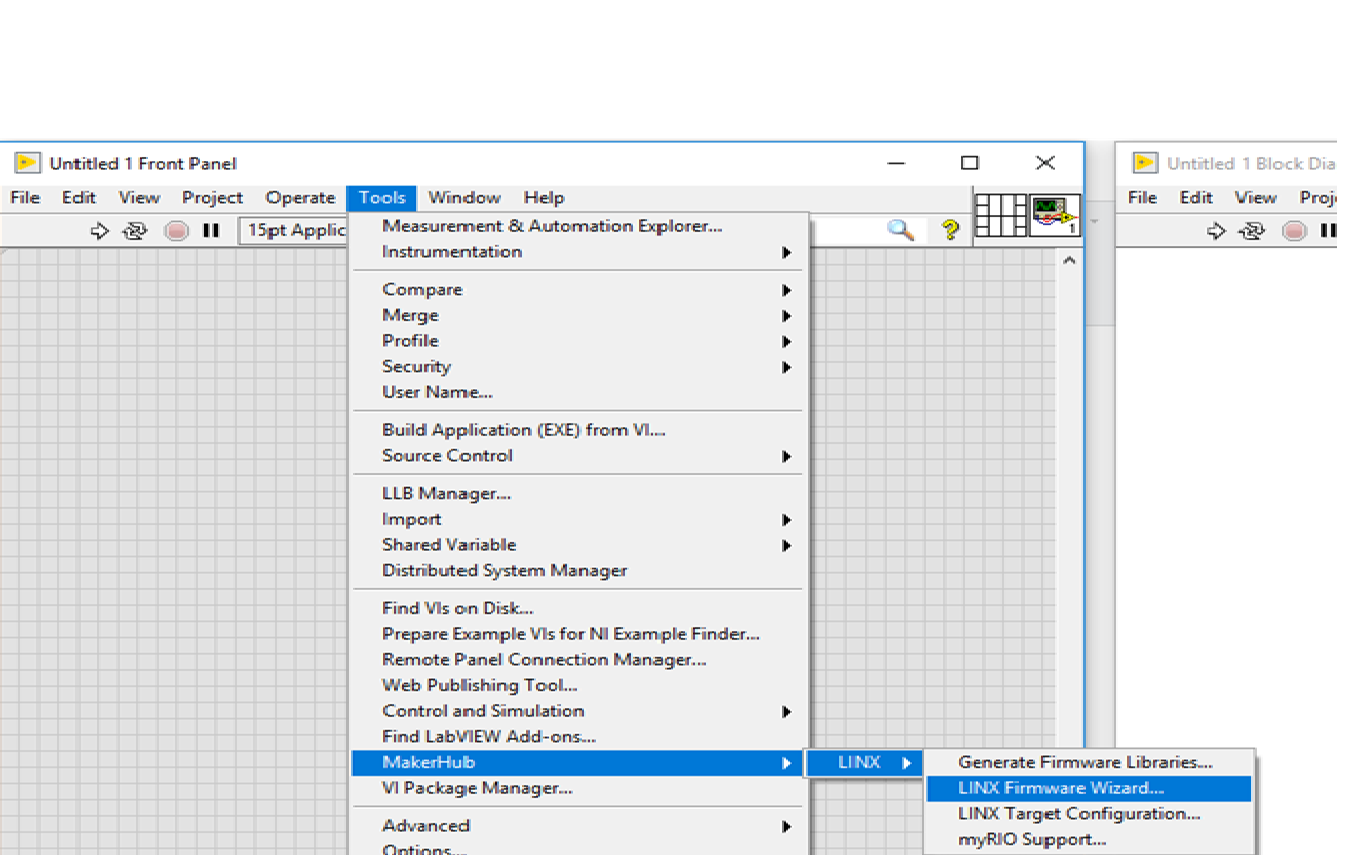 Untitled 1 Front Panel
File Edit View Project Operate Tools Window Help
15pt Applic
1
Measurement & Automation Explorer...
Instrumentation
Compare
Merge
Profile
Security
User Name...
Build Application (EXE) from VI...
Source Control
LLB Manager...
Import
Shared Variable
Distributed System Manager
Find VIs on Disk...
Prepare Example VIs for NI Example Finder...
Remote Panel Connection Manager...
Web Publishing Tool...
Control and Simulation
Find LabVIEW Add-ons...
MakerHub
VI Package Manager...
Advanced
Options...
LINX
Generate Firmware Libraries...
LINX Firmware Wizard...
LINX Target Configuration...
myRIO Support...
Untitled 1 Block Dia
File Edit View Proj